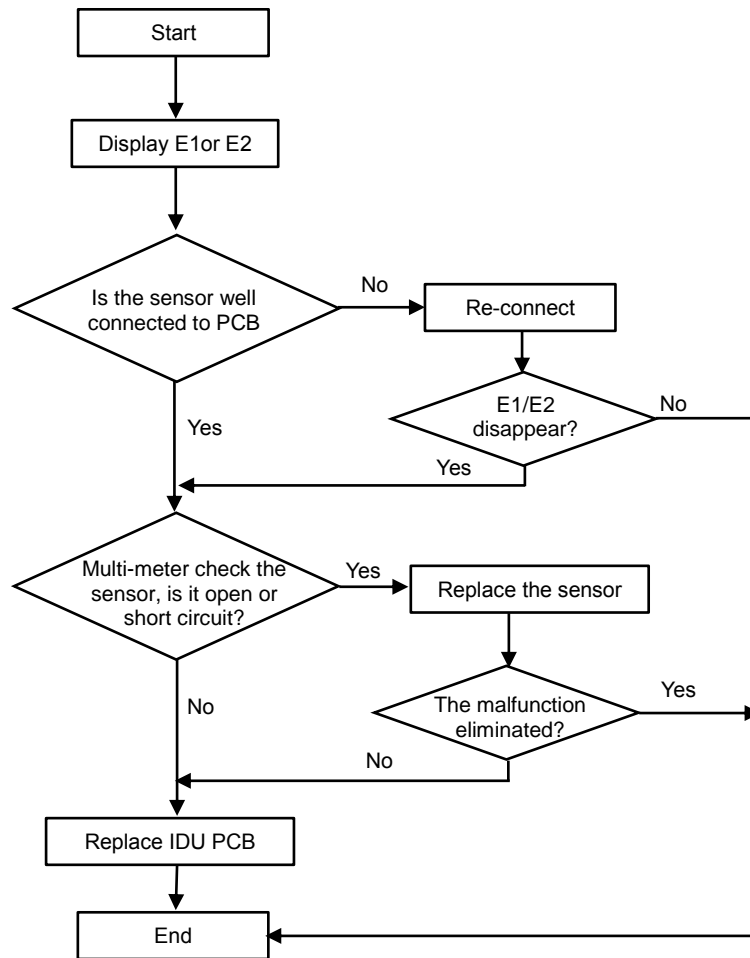 Start
Display E1or E2
Is the sensor well
connected to PCB
No
Re-connect
E1/E2
disappear?
No
Yes
Yes
Multi-meter check the
sensor, is it open or
short circuit?
Yes
Replace the sensor
The malfunction
eliminated?
Yes
No
No
Replace IDU PCB
End